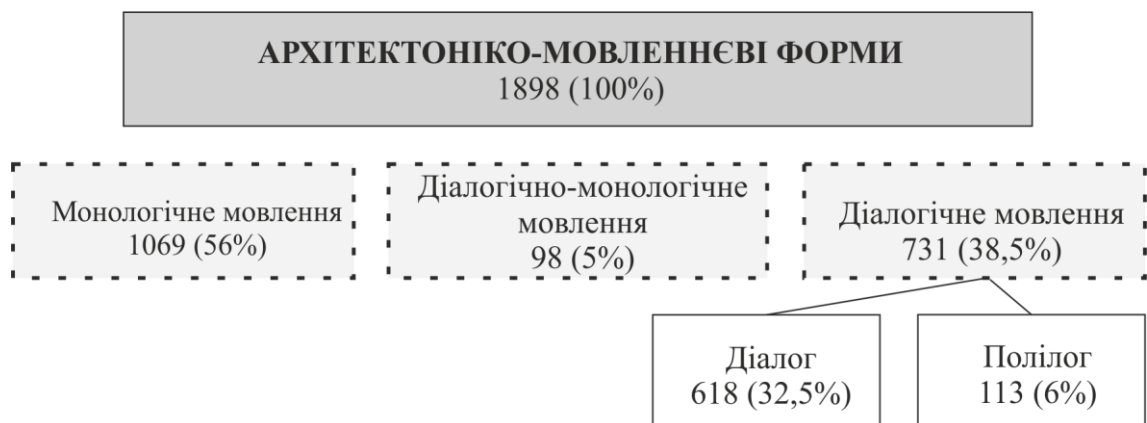 АРХІТЕКТОНІКО-МОВЛЕННЄВІ ФОРМИ
1898 (100%)
Монологічне мовлення
1069 (56%)
Діалогічно-монологічне
мовлення
98 (5%)
Діалогічне мовлення
731 (38,5%)
Діалог
618 (32,5%)
Полілог
113 (6%)